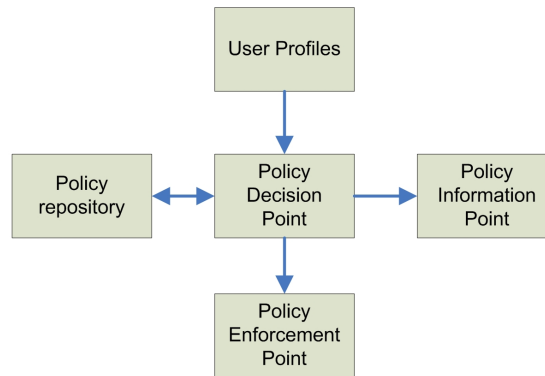 User Profiles
Policy
repository
Policy
Decision
Point
Policy
Information
Point
Policy
Enforcement
Point